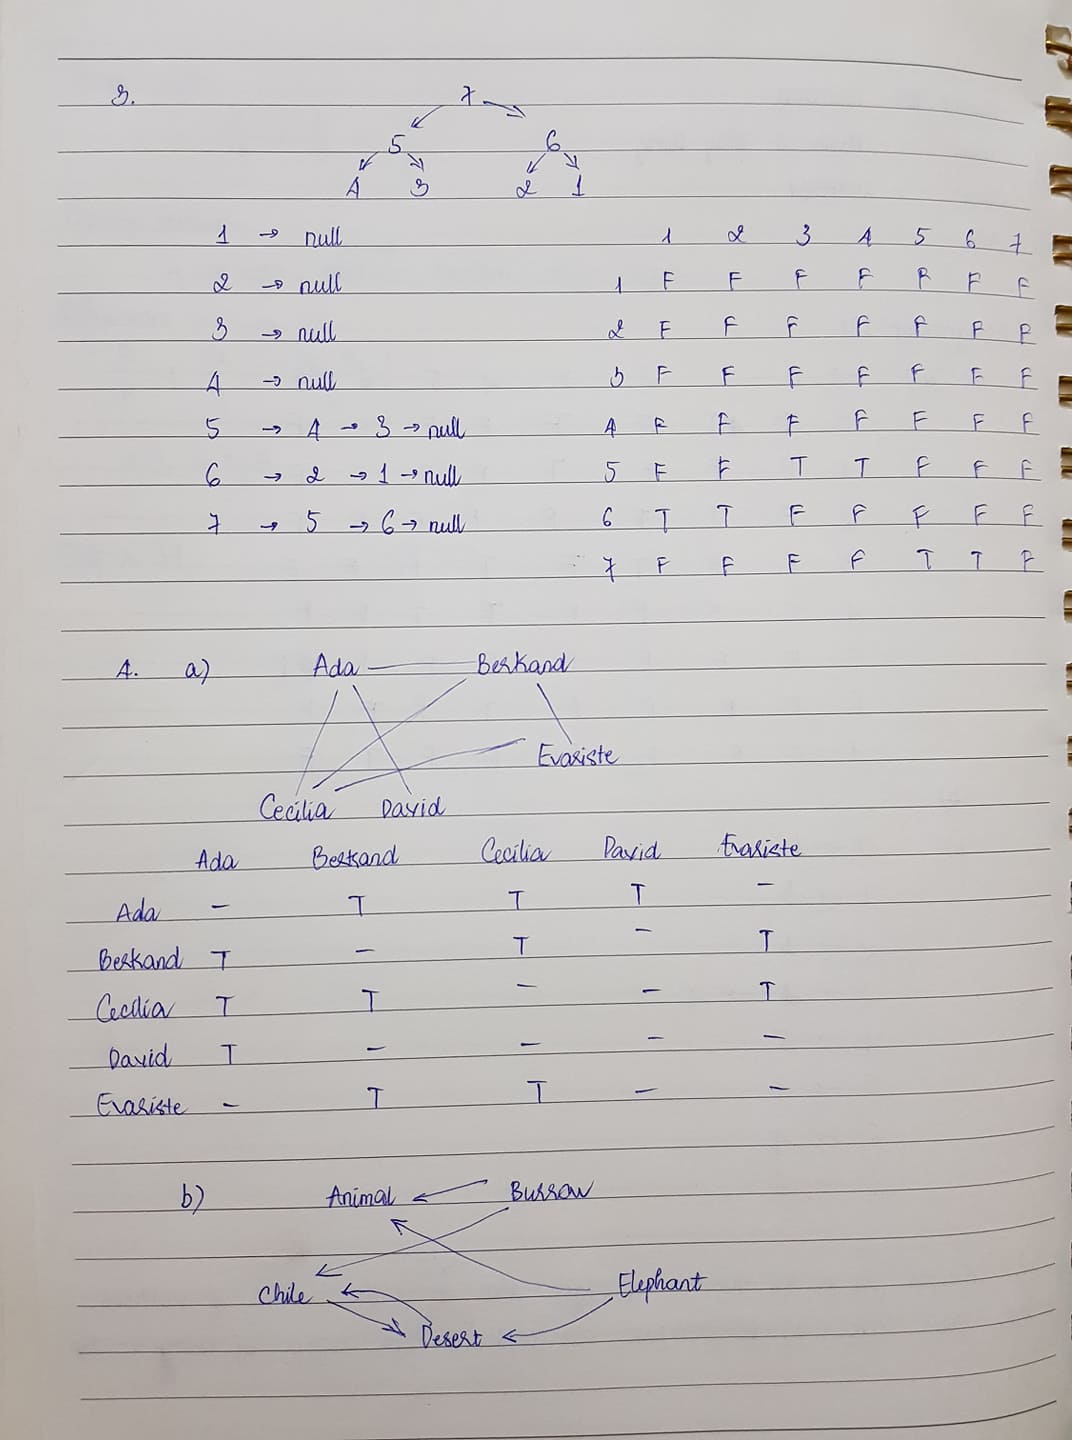 3. 7
5 6
4 3 2 1
1 → null 1 2 3 4 5 6 7
2 → null 1 F F F F F F F
3 → null 2 F F F F F F F
4 → null 3 F F F F F F F
5 → 4 → 3 → null 4 F F F F F F F
6 → 2 → 1 → null 5 F F T T F F F
7 → 5 → 6 → null 6 T T F F F F F
7 F F F F T T F
4. a) Ada Bertrand
Evariste
Cecilia David
Ada Bertrand Cecilia David Evariste
Ada - T T T -
Bertrand T - T - T
Cecilia T T - - T
David T - - - -
Evariste - T T - -
b) Animal Burrow
Chile Elephant
Desert